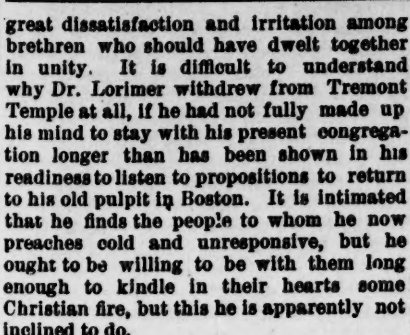 great dissatisfaction and irritation among
brethren who should have dwelt together
in unity. It is difficult to understand
why Dr. Lorimer withdrew from Tremont
Temple at all, if he had not fully made up
his mind to stay with his present congrega-
tion longer than has been shown in his
readiness to listen to propositions to return
to his old pulpit in Boston. It is intimated
that he finds the people to whom he now
preaches cold and unresponsive, but he
ought to be willing to be with them long
enough to kindle in their hearts some
Christian fire, but this he is apparently not
inclined to do.